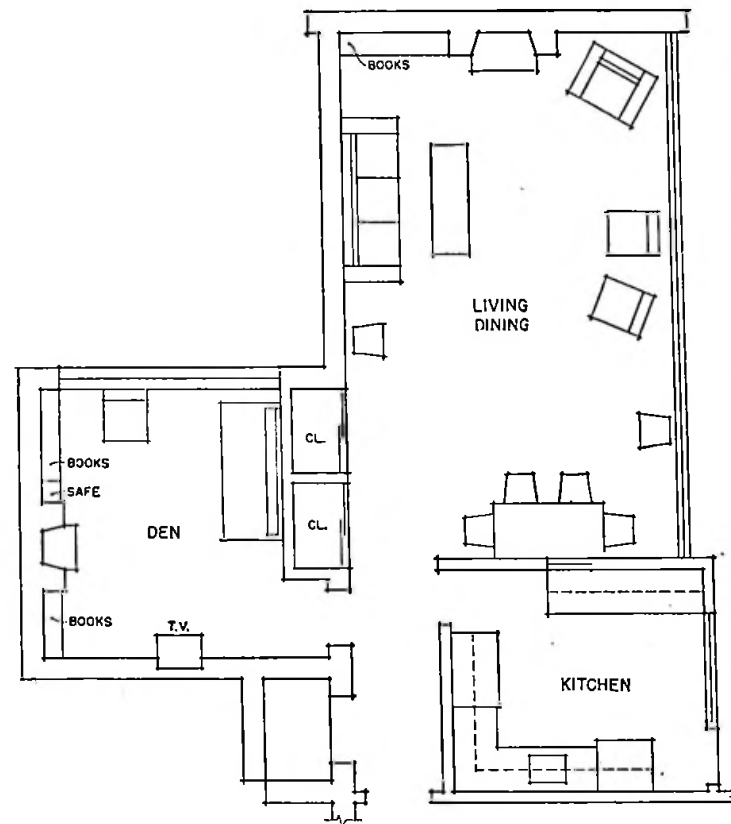 BOOKS
LIVING
DINING
CL.
BOOKS
SAFE
CL.
DEN
BOOKS
T.V.
KITCHEN